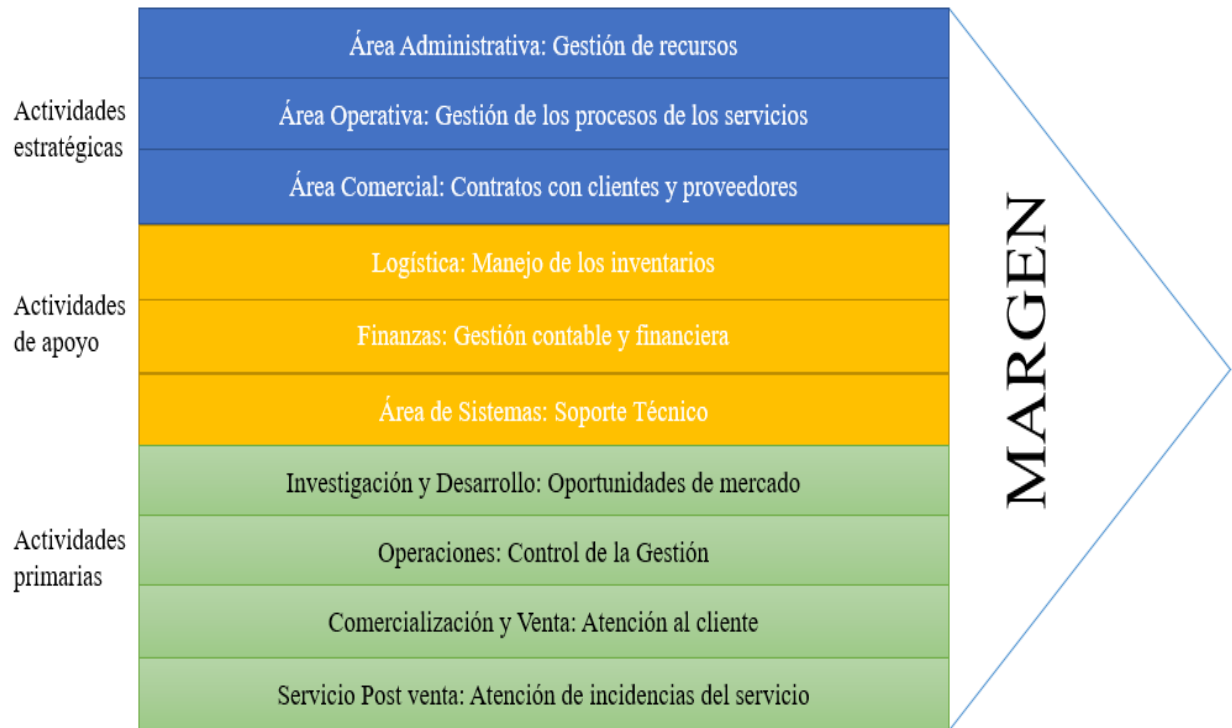 Actividades
estratégicas
Área Administrativa: Gestión de recursos
Área Operativa: Gestión de los procesos de los servicios
Área Comercial: Contratos con clientes y proveedores
Actividades
de apoyo
Logística: Manejo de los inventarios
Finanzas: Gestión contable y financiera
Área de Sistemas: Soporte Técnico
Actividades
primarias
Investigación y Desarrollo: Oportunidades de mercado
Operaciones: Control de la Gestión
Comercialización y Venta: Atención al cliente
Servicio Post venta: Atención de incidencias del servicio
MARGEN